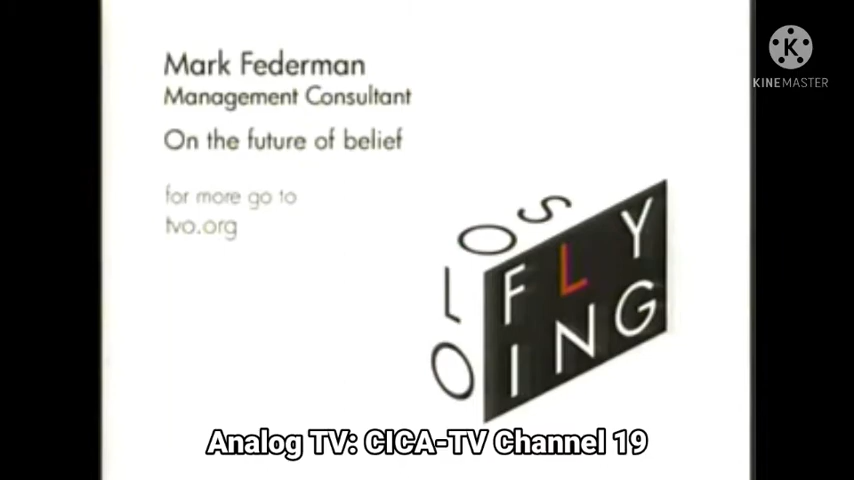 Mark Federman
Management Consultant
On the future of belief
for more go to
tvo.org
KINEMASTER
SOLO
FLY
ING
Analog TV: CICA-TV Channel 19